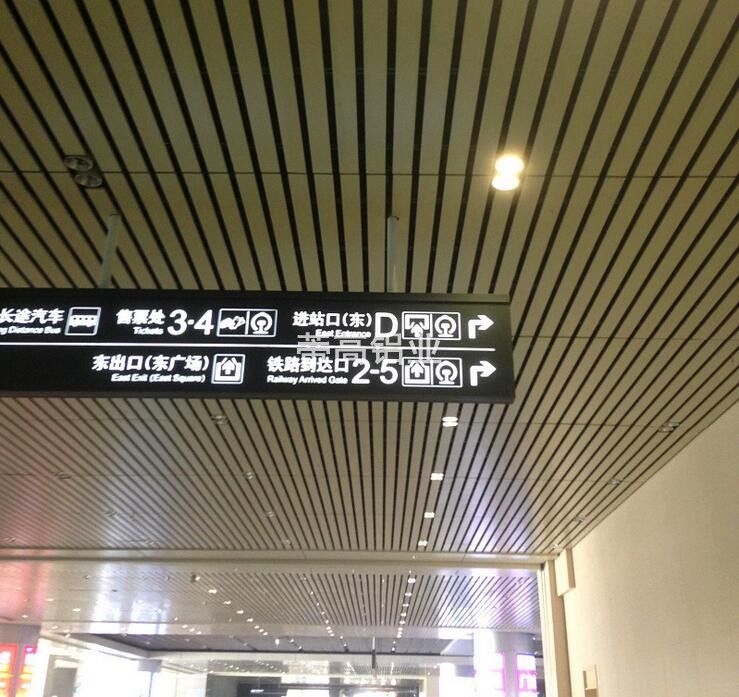 长途汽车
ng Distance Bus
售票处 3·4
Tickets
进站口(东) D
East Entrance
东出口(东广场)
East Exit (East Square)
铁路到达口 2-5
Railway Arrived Gate
荣高铝业